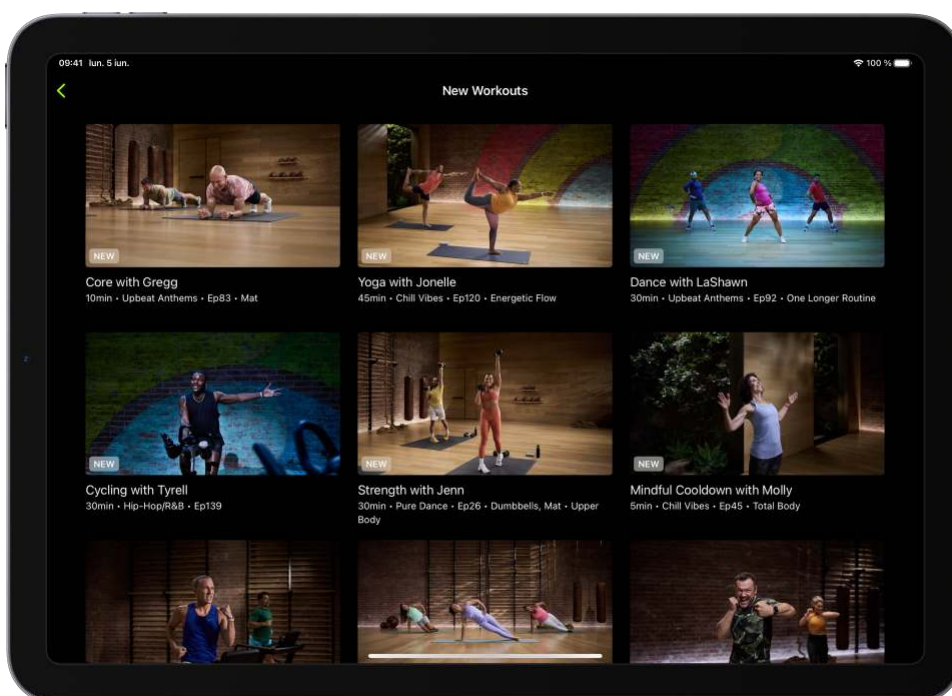 09:41 lun. 5 iun.
100 %
New Workouts
NEW
NEW
NEW
Core with Gregg
Yoga with Jonelle
Dance with LaShawn
10min • Upbeat Anthems • Ep83 • Mat
45min • Chill Vibes • Ep120 • Energetic Flow
30min • Upbeat Anthems • Ep92 • One Longer Routine
NEW
NEW
NEW
Cycling with Tyrell
Strength with Jenn
Mindful Cooldown with Molly
30min • Hip-Hop/R&B • Ep139
30min • Pure Dance • Ep26 • Dumbbells, Mat • Upper
Body
5min • Chill Vibes • Ep45 • Total Body